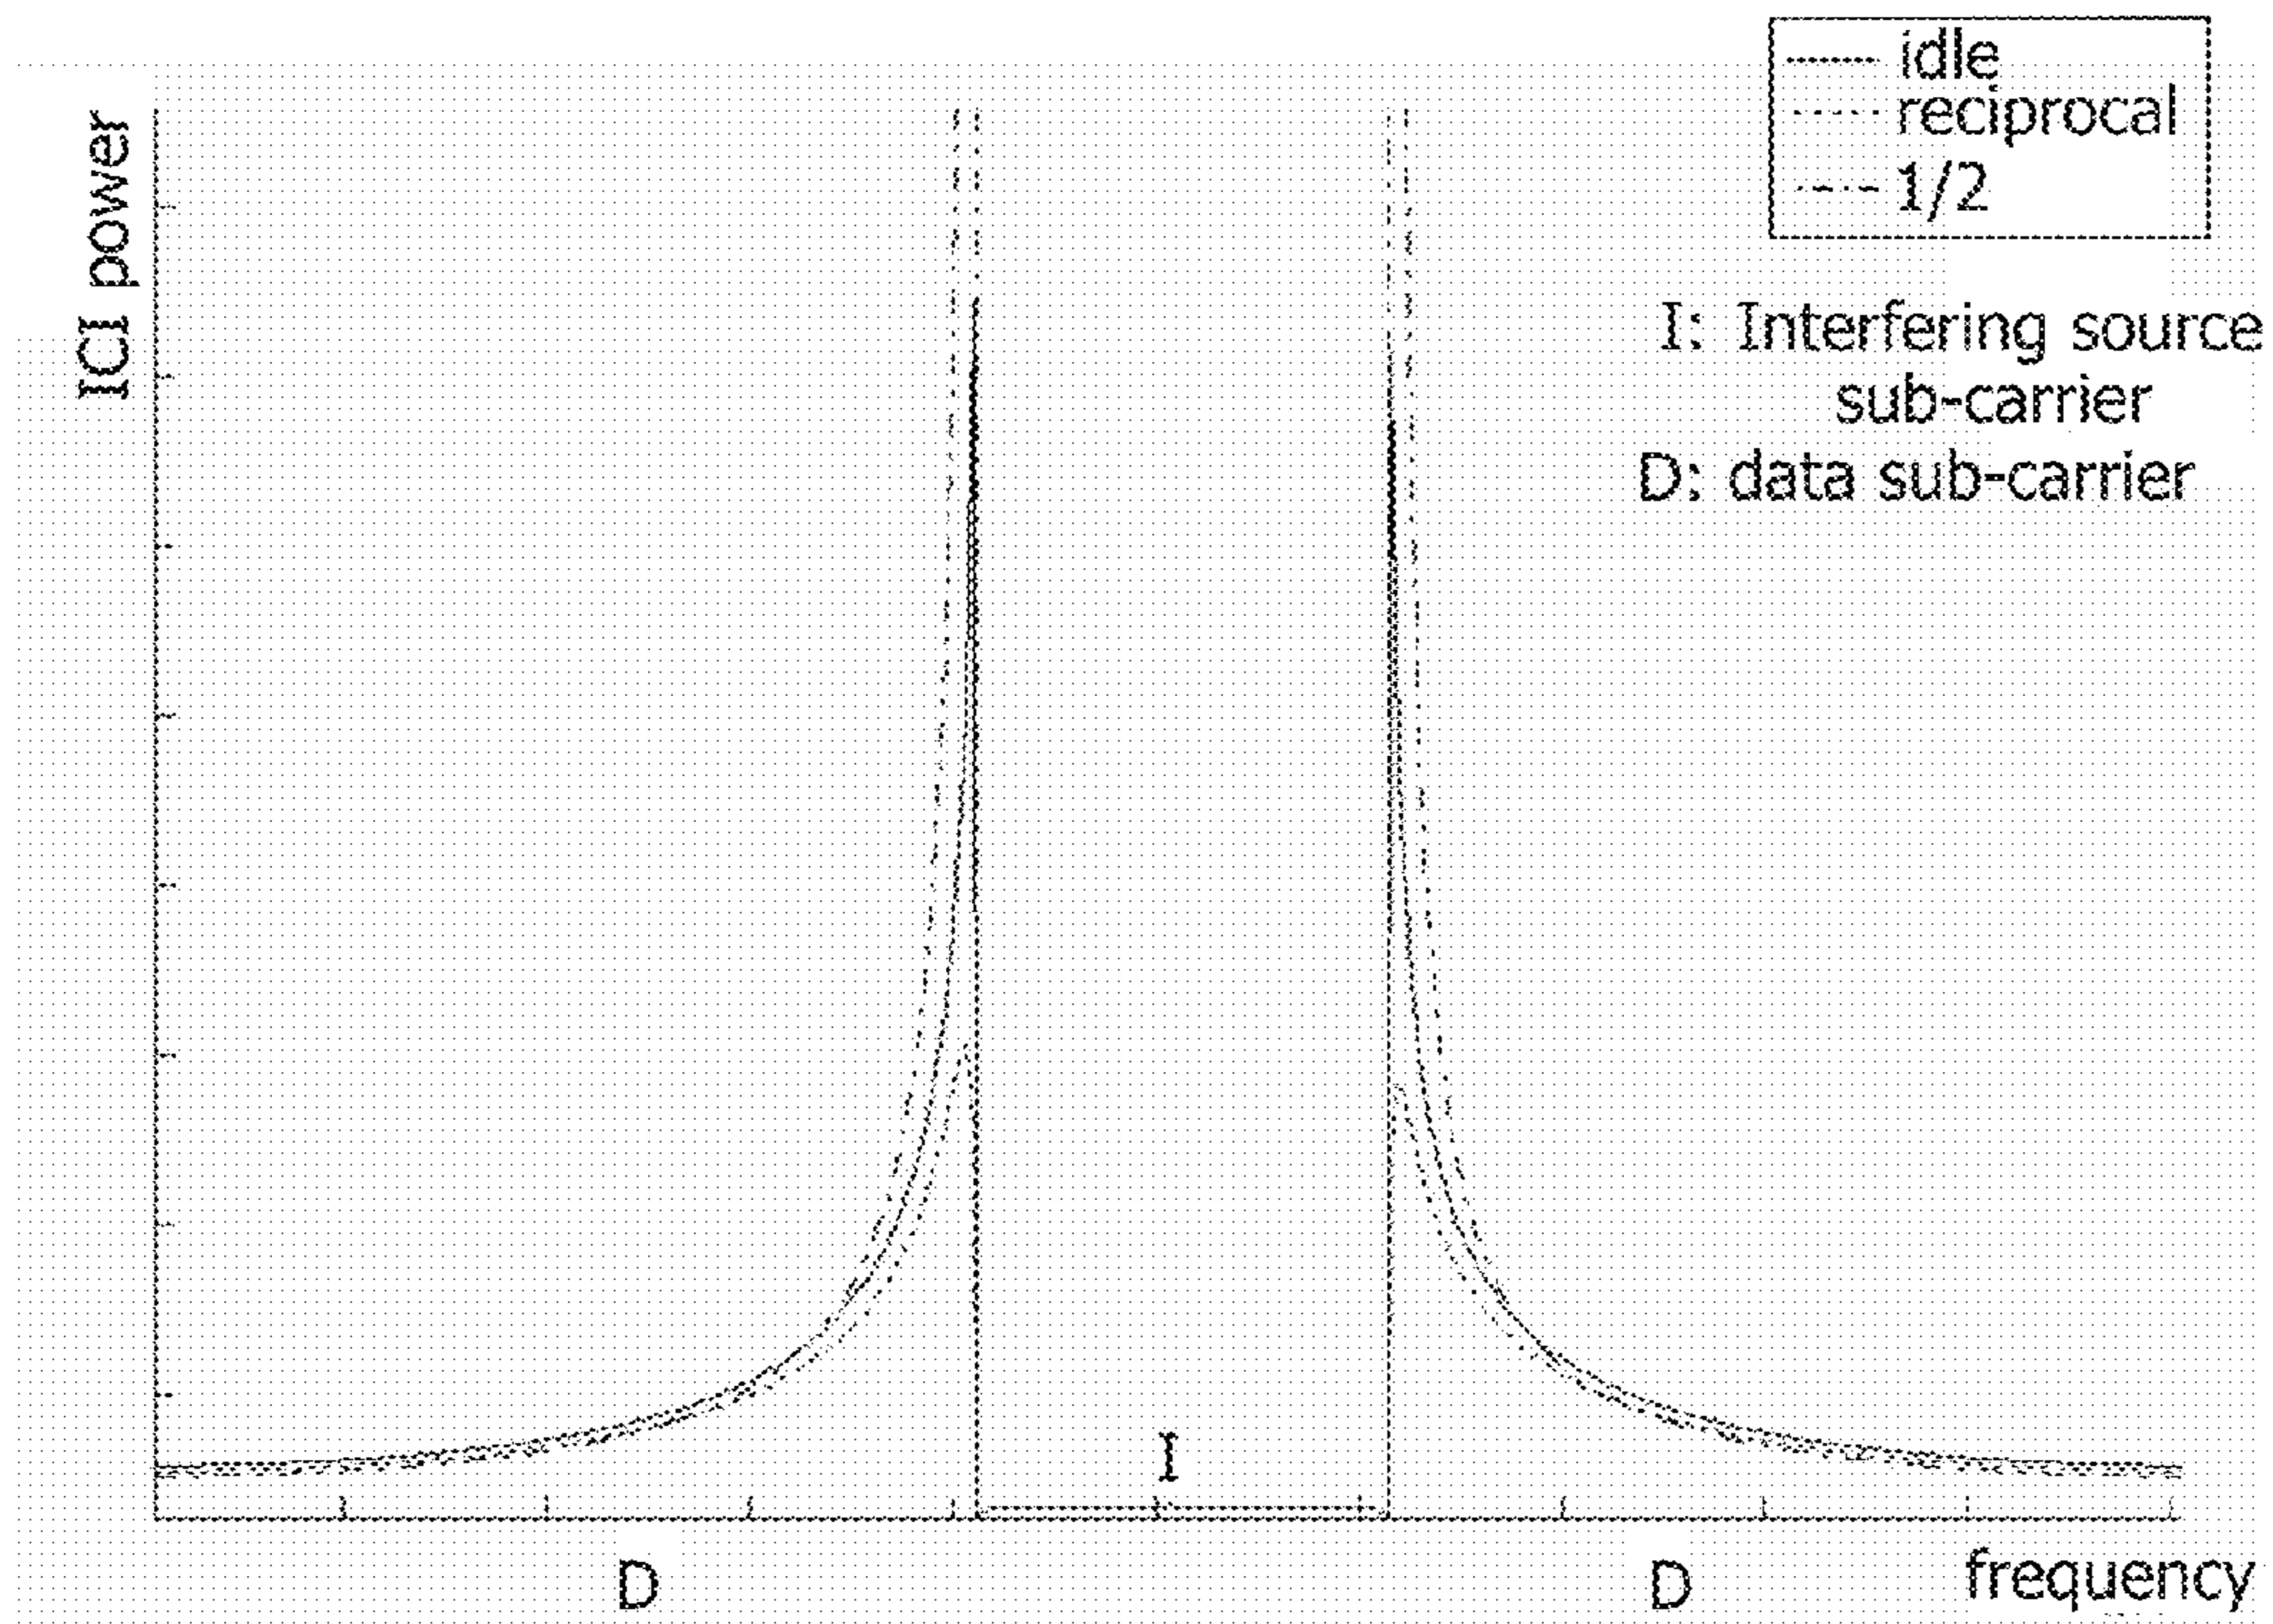 idle
reciprocal
1/2
ICI power
I: Interfering source
sub-carrier
D: data sub-carrier
I
D
D
frequency